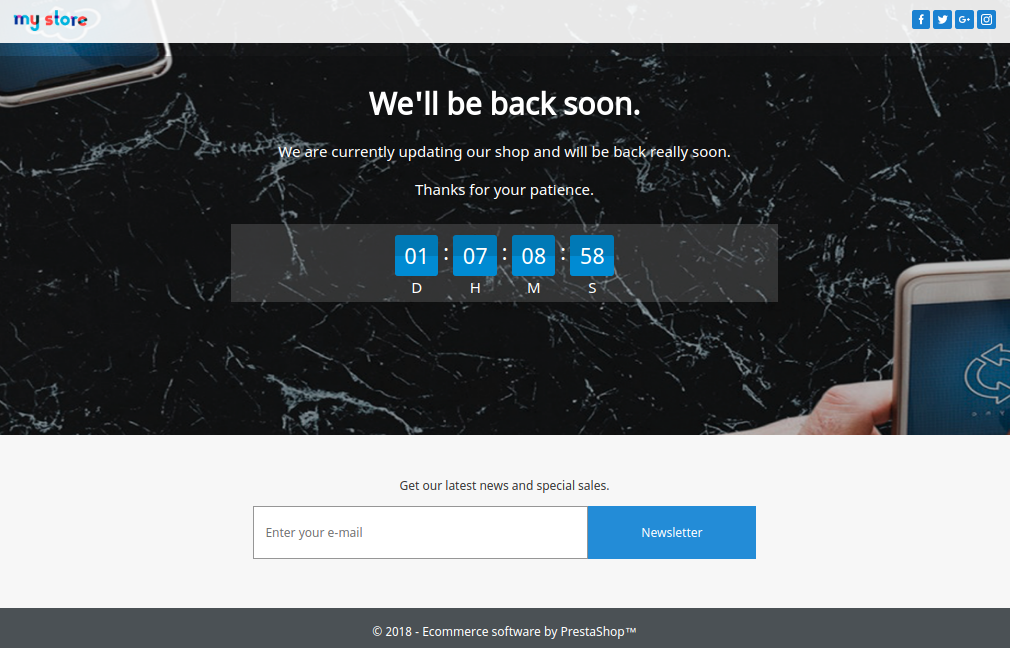 my store
We'll be back soon.
We are currently updating our shop and will be back really soon.
Thanks for your patience.
01 : 07 : 08 : 58
D H M S
Get our latest news and special sales.
Enter your e-mail Newsletter
© 2018 - Ecommerce software by PrestaShop™